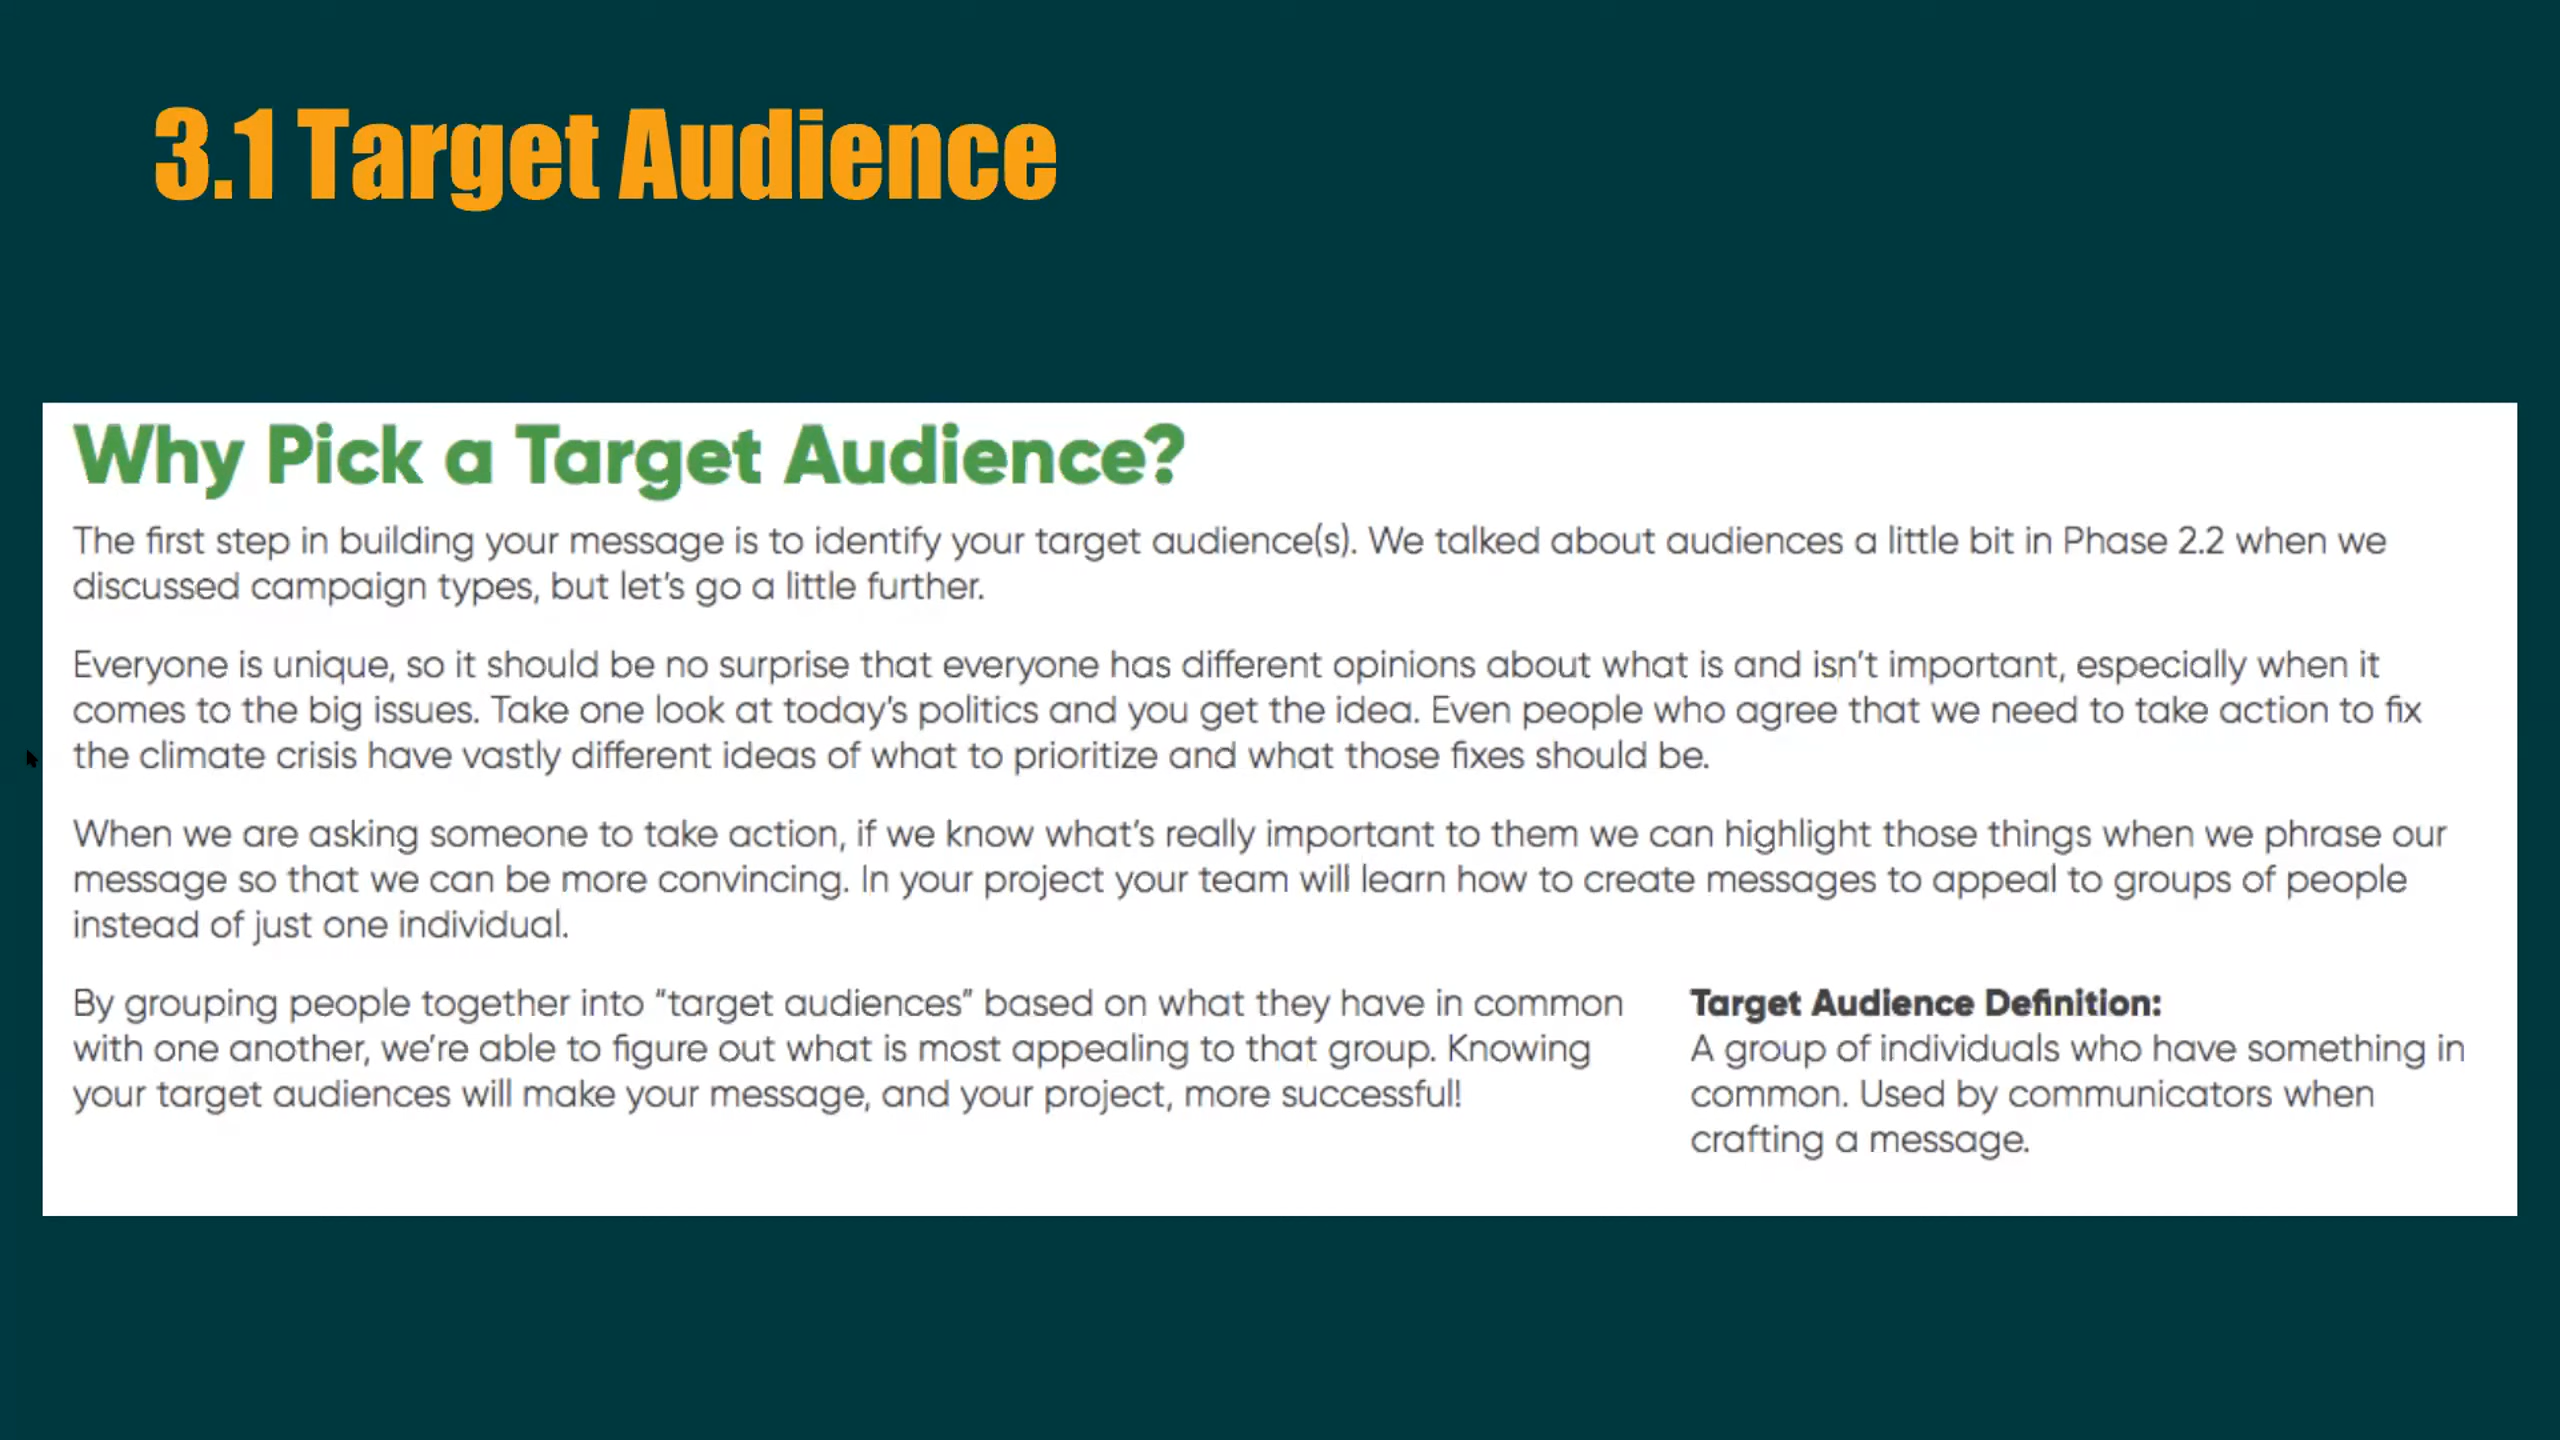 3.1 Target Audience
Why Pick a Target Audience?
The first step in building your message is to identify your target audience(s). We talked about audiences a little bit in Phase 2.2 when we
discussed campaign types, but let's go a little further.
Everyone is unique, so it should be no surprise that everyone has different opinions about what is and isn't important, especially when it
comes to the big issues. Take one look at today's politics and you get the idea. Even people who agree that we need to take action to fix
the climate crisis have vastly different ideas of what to prioritize and what those fixes should be.
When we are asking someone to take action, if we know what's really important to them we can highlight those things when we phrase our
message so that we can be more convincing. In your project your team will learn how to create messages to appeal to groups of people
instead of just one individual.
By grouping people together into “target audiences” based on what they have in common
with one another, we're able to figure out what is most appealing to that group. Knowing
your target audiences will make your message, and your project, more successful!
Target Audience Definition:
A group of individuals who have something in
common. Used by communicators when
crafting a message.